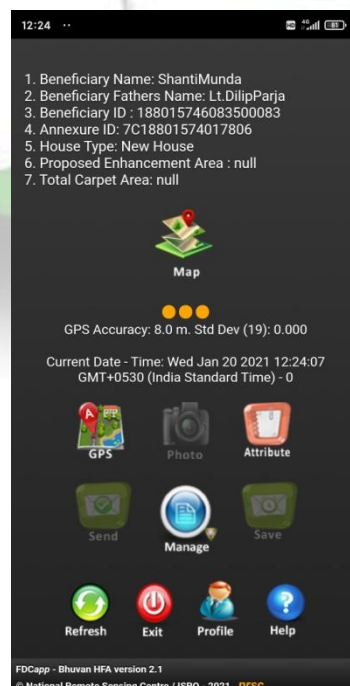 12:24 ··
4G
81
1. Beneficiary Name: ShantiMunda
2. Beneficiary Fathers Name: Lt.DilipParja
3. Beneficiary ID : 188015746083500083
4. Annexure ID: 7C18801574017806
5. House Type: New House
6. Proposed Enhancement Area : null
7. Total Carpet Area: null
Map
GPS Accuracy: 8.0 m. Std Dev (19): 0.000
Current Date - Time: Wed Jan 20 2021 12:24:07
GMT+0530 (India Standard Time) - 0
A
GPS Photo Attribute
Send Manage Save
Refresh Exit Profile Help
FDCapp - Bhuvan HFA version 2.1
© National Remote Sensing Centre / ISRO - 2021 - nrsc